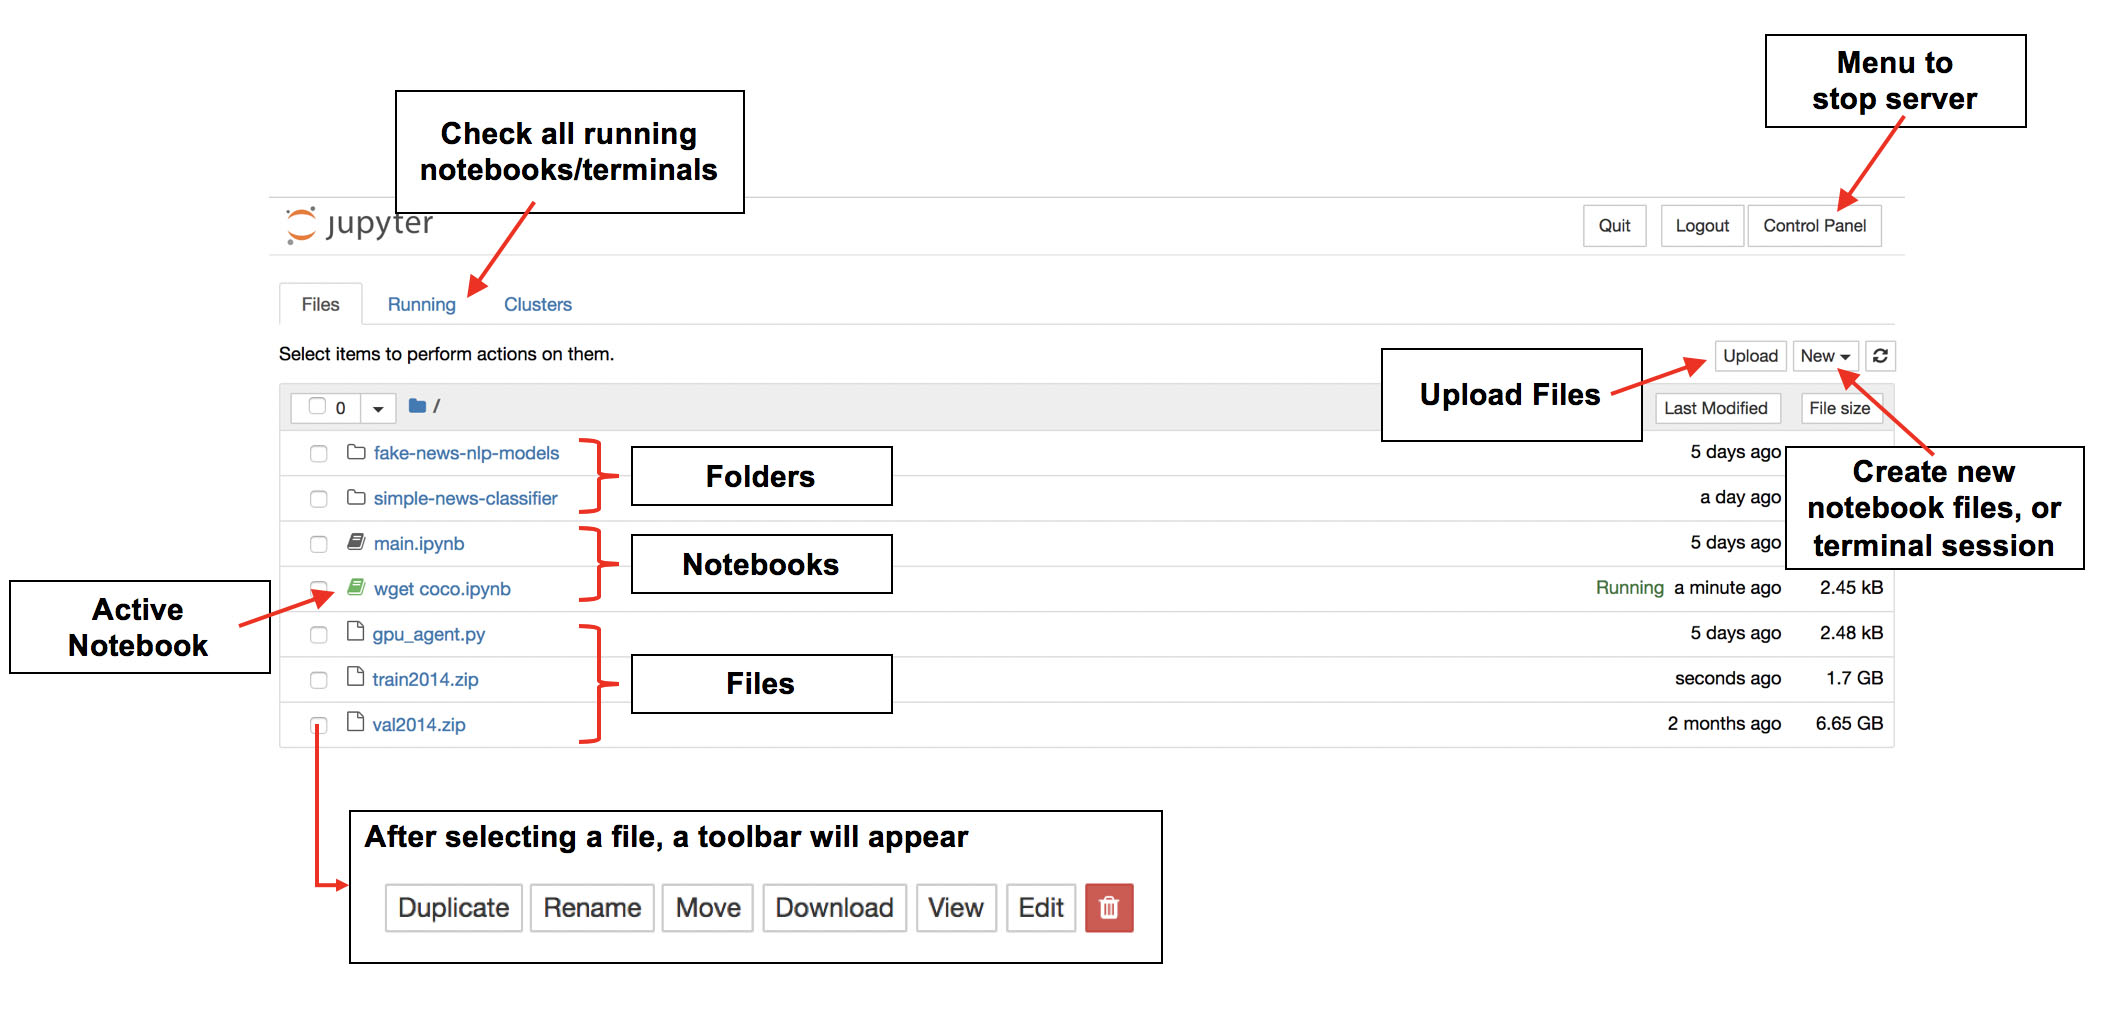 Menu to
stop server
Check all running
notebooks/terminals
jupyter
Quit
Logout
Control Panel
Files
Running
Clusters
Select items to perform actions on them.
Upload Files
Upload
New
0
/
Last Modified
File size
fake-news-nlp-models
5 days ago
Folders
simple-news-classifier
a day ago
Create new
notebook files, or
terminal session
main.ipynb
5 days ago
Notebooks
Active
Notebook
wget coco.ipynb
Running a minute ago
2.45 kB
gpu_agent.py
5 days ago
2.48 kB
Files
train2014.zip
seconds ago
1.7 GB
val2014.zip
2 months ago
6.65 GB
After selecting a file, a toolbar will appear
Duplicate
Rename
Move
Download
View
Edit